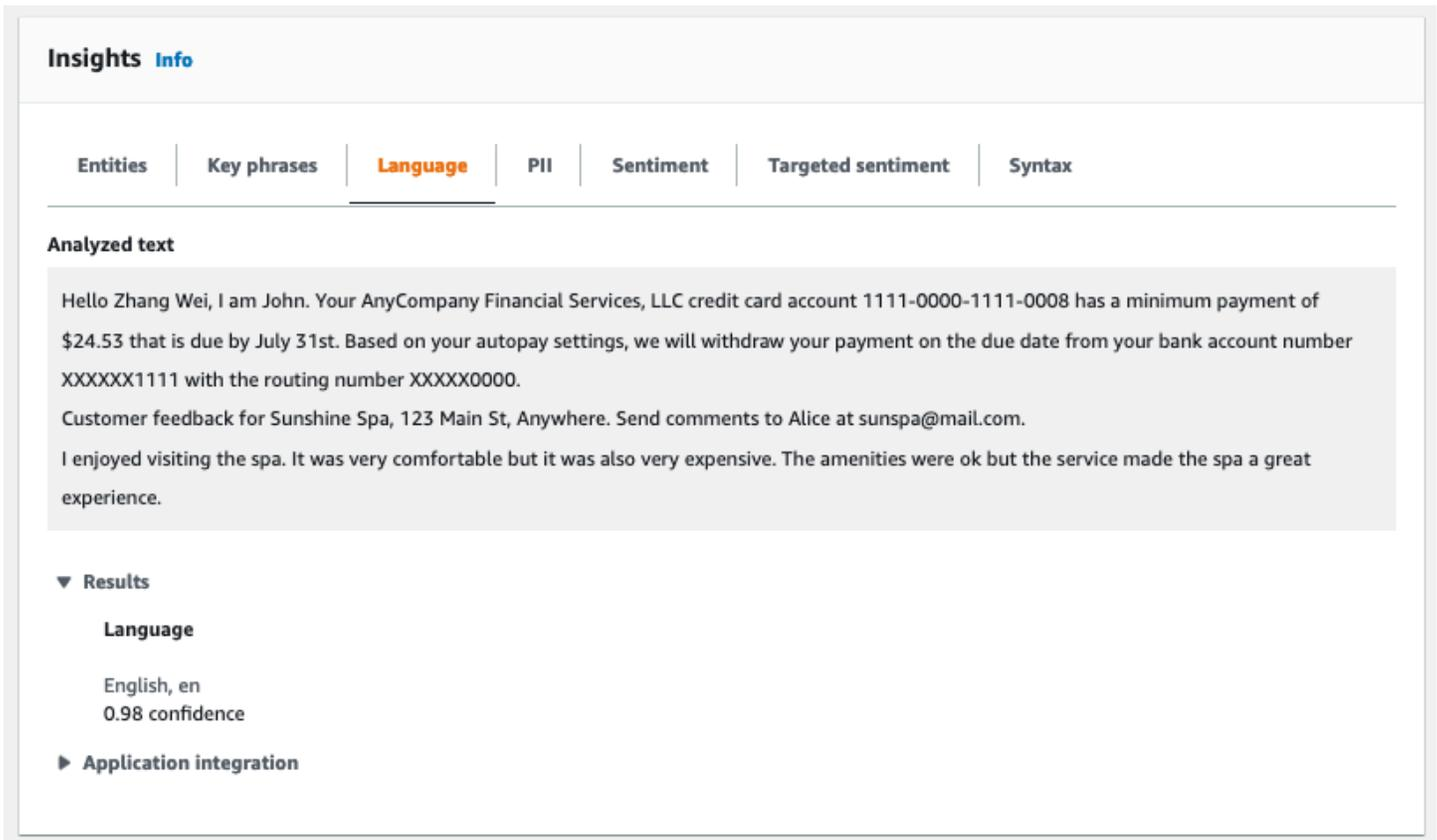 Insights Info
Entities Key phrases Language PII Sentiment Targeted sentiment Syntax
Analyzed text
Hello Zhang Wei, I am John. Your AnyCompany Financial Services, LLC credit card account 1111-0000-1111-0008 has a minimum payment of
$24.53 that is due by July 31st. Based on your autopay settings, we will withdraw your payment on the due date from your bank account number
XXXXXX1111 with the routing number XXXXX0000.
Customer feedback for Sunshine Spa, 123 Main St, Anywhere. Send comments to Alice at sunspa@mail.com.
I enjoyed visiting the spa. It was very comfortable but it was also very expensive. The amenities were ok but the service made the spa a great
experience.
Results
Language
English, en
0.98 confidence
Application integration